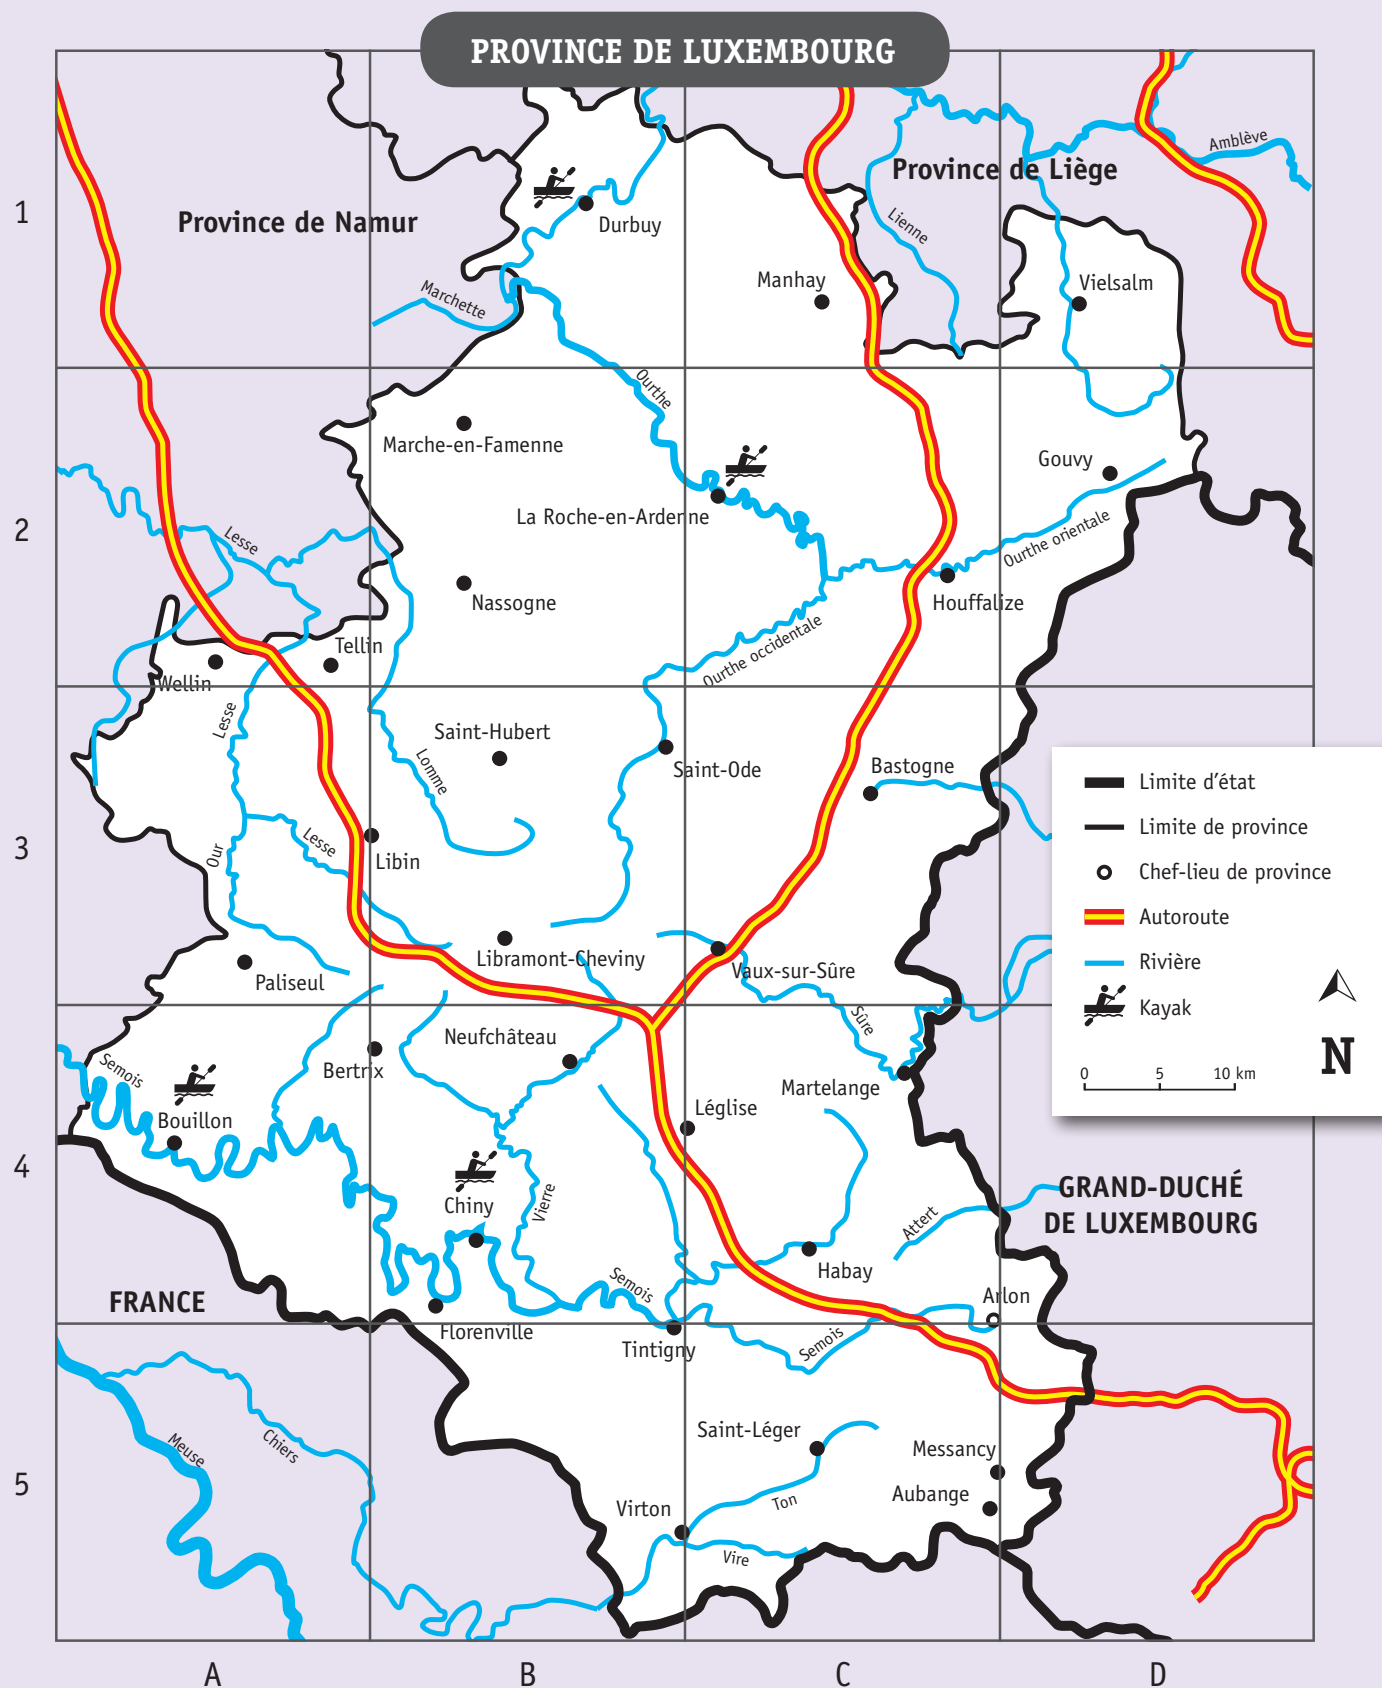 PROVINCE DE LUXEMBOURG
Amblève
Province de Liège
1
Province de Namur
Durbuy
Lienne
Manhay
Vielsalm
Marchette
Ourthe
Marche-en-Famenne
Gouvy
La Roche-en-Ardenne
2
Lesse
Ourthe orientale
Nassogne
Houffalize
Tellin
Ourthe occidentale
Wellin
Lesse
Saint-Hubert
Lomme
Saint-Ode
Bastogne
Limite d'état
Limite de province
3
Our
Lesse
Libin
Chef-lieu de province
Autoroute
Libramont-Cheviny
Vaux-sur-Sûre
Rivière
Paliseul
Kayak
Sûre
Neufchâteau
N
Semois
Bertrix
Martelange
0 5 10 km
Bouillon
Léglise
4
Chiny
Vierre
GRAND-DUCHÉ
DE LUXEMBOURG
Attert
Habay
Semois
Arlon
FRANCE
Florenville
Tintigny
Semois
Saint-Léger
Meuse
Chiers
Messancy
5
Aubange
Virton
Ton
Vire
A B C D